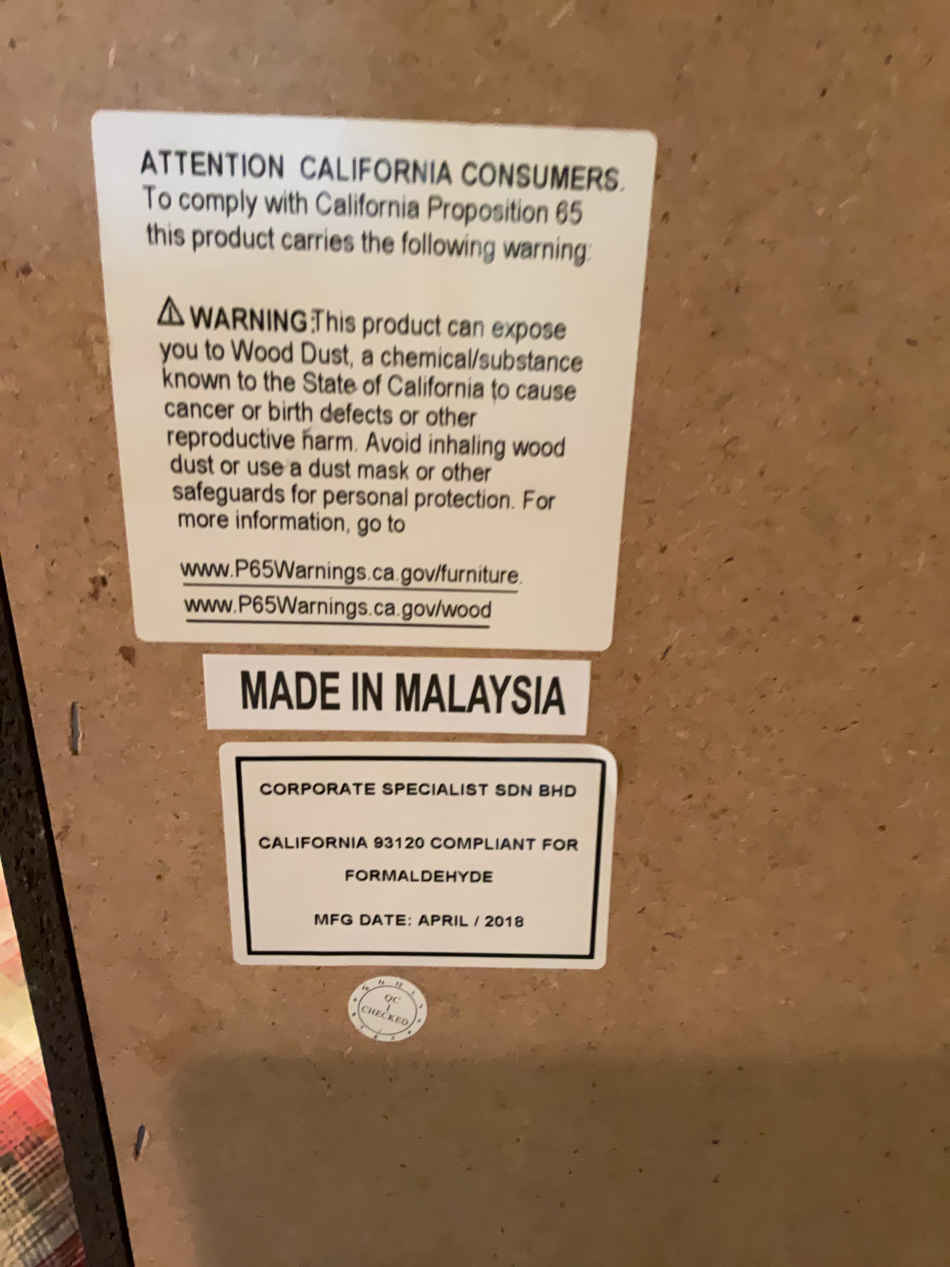 ATTENTION CALIFORNIA CONSUMERS.
To comply with California Proposition 65
this product carries the following warning:
⚠ WARNING:This product can expose
you to Wood Dust, a chemical/substance
known to the State of California to cause
cancer or birth defects or other
reproductive harm. Avoid inhaling wood
dust or use a dust mask or other
safeguards for personal protection. For
more information, go to
www.P65Warnings.ca.gov/furniture.
www.P65Warnings.ca.gov/wood
MADE IN MALAYSIA
CORPORATE SPECIALIST SDN BHD
CALIFORNIA 93120 COMPLIANT FOR
FORMALDEHYDE
MFG DATE: APRIL / 2018
QC
1
CHECKED